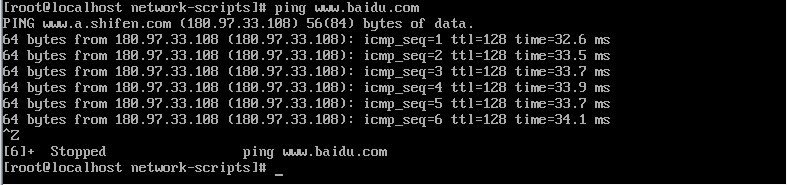 [root@localhost network-scripts]# ping www.baidu.com
PING www.a.shifen.com (180.97.33.108) 56(84) bytes of data.
64 bytes from 180.97.33.108 (180.97.33.108): icmp_seq=1 ttl=128 time=32.6 ms
64 bytes from 180.97.33.108 (180.97.33.108): icmp_seq=2 ttl=128 time=33.5 ms
64 bytes from 180.97.33.108 (180.97.33.108): icmp_seq=3 ttl=128 time=33.7 ms
64 bytes from 180.97.33.108 (180.97.33.108): icmp_seq=4 ttl=128 time=33.9 ms
64 bytes from 180.97.33.108 (180.97.33.108): icmp_seq=5 ttl=128 time=33.7 ms
64 bytes from 180.97.33.108 (180.97.33.108): icmp_seq=6 ttl=128 time=34.1 ms
^Z
[6]+  Stopped                 ping www.baidu.com
[root@localhost network-scripts]# _